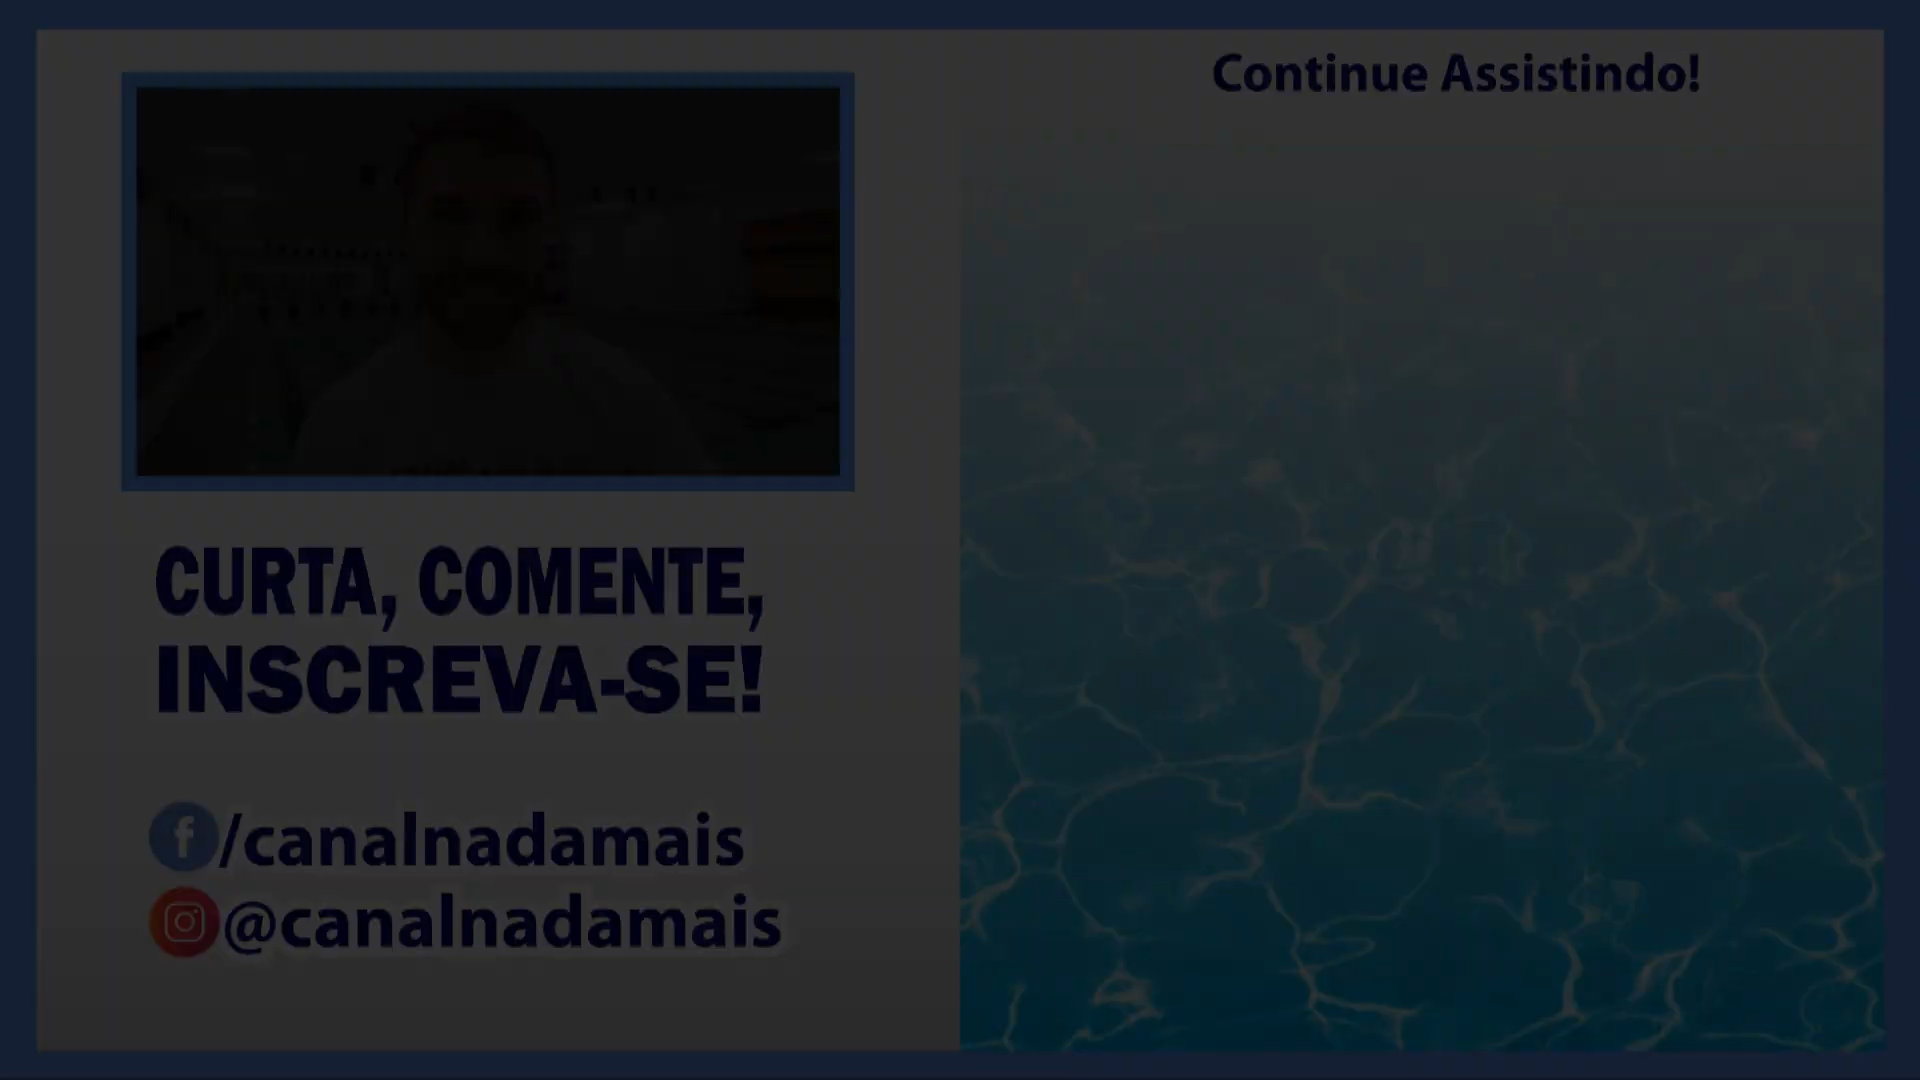 Continue Assistindo!
CURTA, COMENTE,
INSCREVA-SE!
/canalnadamais
@canalnadamais